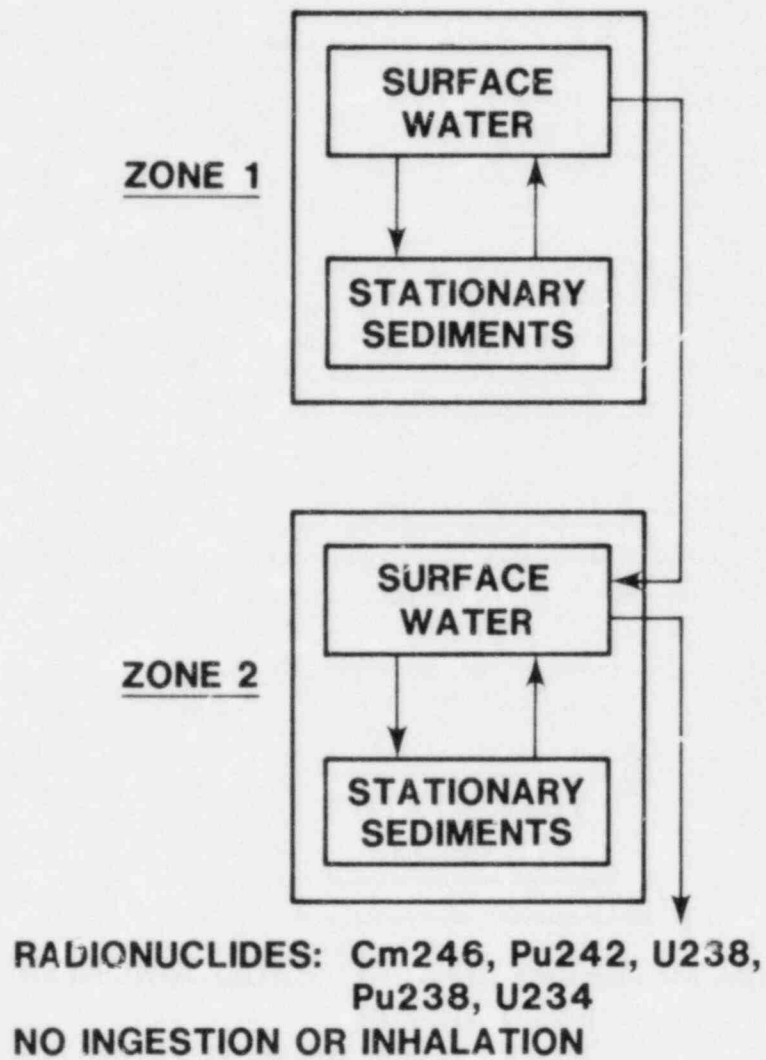 SURFACE
WATER
ZONE 1
STATIONARY
SEDIMENTS
SURFACE
WATER
ZONE 2
STATIONARY
SEDIMENTS
RADIONUCLIDES: Cm246, Pu242, U238,
Pu238, U234
NO INGESTION OR INHALATION